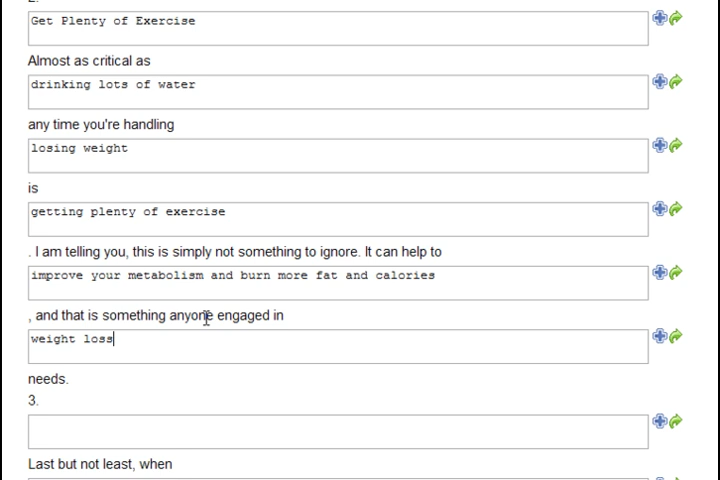 Get Plenty of Exercise
Almost as critical as
drinking lots of water
any time you're handling
losing weight
is
getting plenty of exercise
. I am telling you, this is simply not something to ignore. It can help to
improve your metabolism and burn more fat and calories
, and that is something anyone engaged in
weight loss
needs.
3.
Last but not least, when